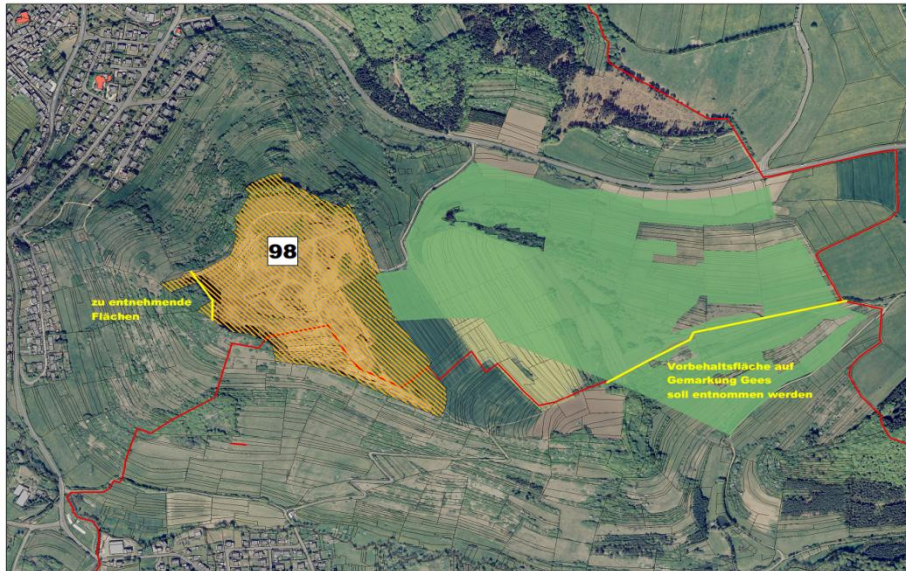 98
zu entnehmende
Flächen
Vorbehaltsfläche auf
Gemarkung Gees
soll entnommen werden